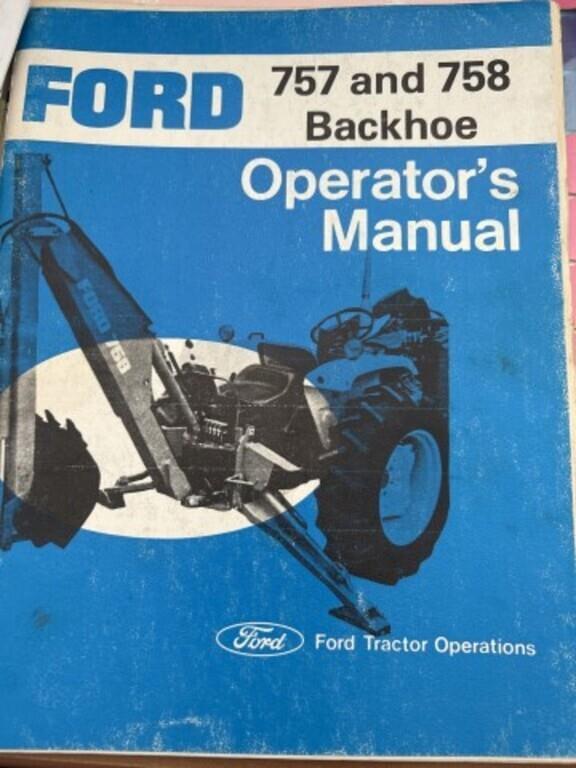 FORD
757 and 758
Backhoe
Operator's
Manual
FORD
Ford
Ford Tractor Operations